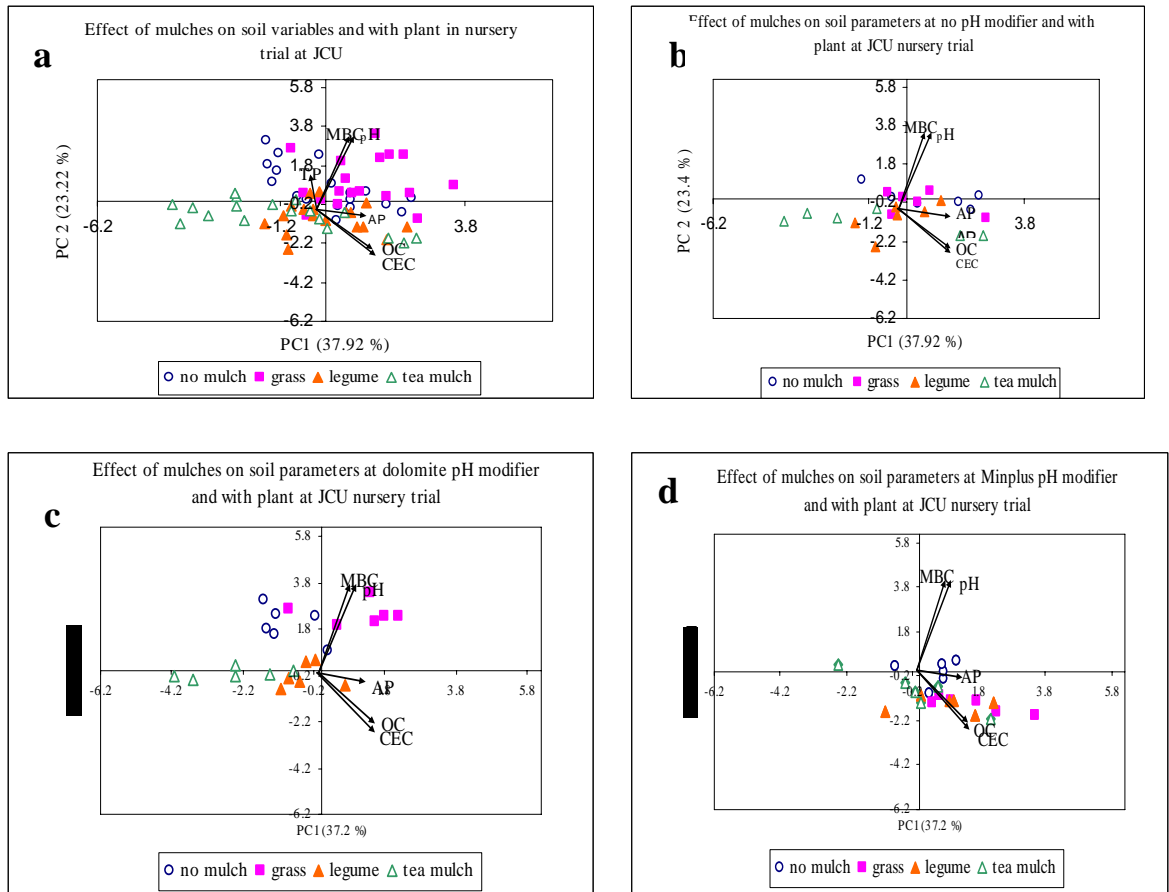 Effect of mulches on soil variables and with plant in nursery
trial at JCU
a
5.8
3.8
1.8
-0.2
-2.2
-4.2
-6.2
-6.2
-1.2
3.8
MBC pH
TP
AP
OC
CEC
PC 2 (23.22 %)
PC1 (37.92 %)
no mulch grass legume tea mulch
Effect of mulches on soil parameters at no pH modifier and with
plant at JCU nursery trial
b
5.8
3.8
1.8
-0.2
-2.2
-4.2
-6.2
-6.2
-1.2
3.8
MBC pH
AP
AP
OC
CEC
PC 2 (23.4 %)
PC1 (37.92 %)
no mulch grass legume tea mulch
Effect of mulches on soil parameters at dolomite pH modifier
and with plant at JCU nursery trial
c
5.8
3.8
1.8
-0.2
-2.2
-4.2
-6.2
-6.2 -4.2 -2.2 -0.2 1.8 3.8 5.8
MBC
pH
AP
OC
CEC
PC1 (37.2 %)
no mulch grass legume tea mulch
Effect of mulches on soil parameters at Minplus pH modifier
and with plant at JCU nursery trial
d
5.8
3.8
1.8
-0.2
-2.2
-4.2
-6.2
-6.2 -4.2 -2.2 -0.2 1.8 3.8 5.8
MBC pH
AP
OC
CEC
PC1 (37.2 %)
no mulch grass legume tea mulch